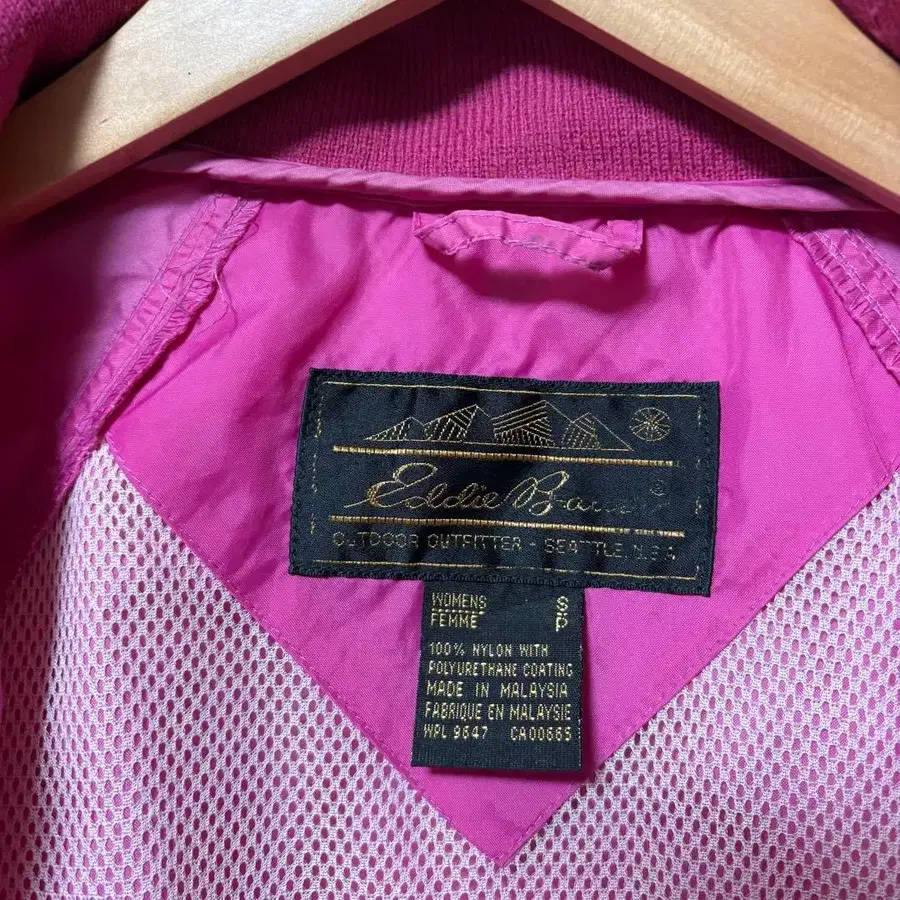 Eddie Bauer ®
OUTDOOR OUTFITTER - SEATTLE U.S.A
WOMENS S
FEMME P
100% NYLON WITH
POLYURETHANE COATING
MADE IN MALAYSIA
FABRIQUE EN MALAYSIE
WPL 9647 CA00665